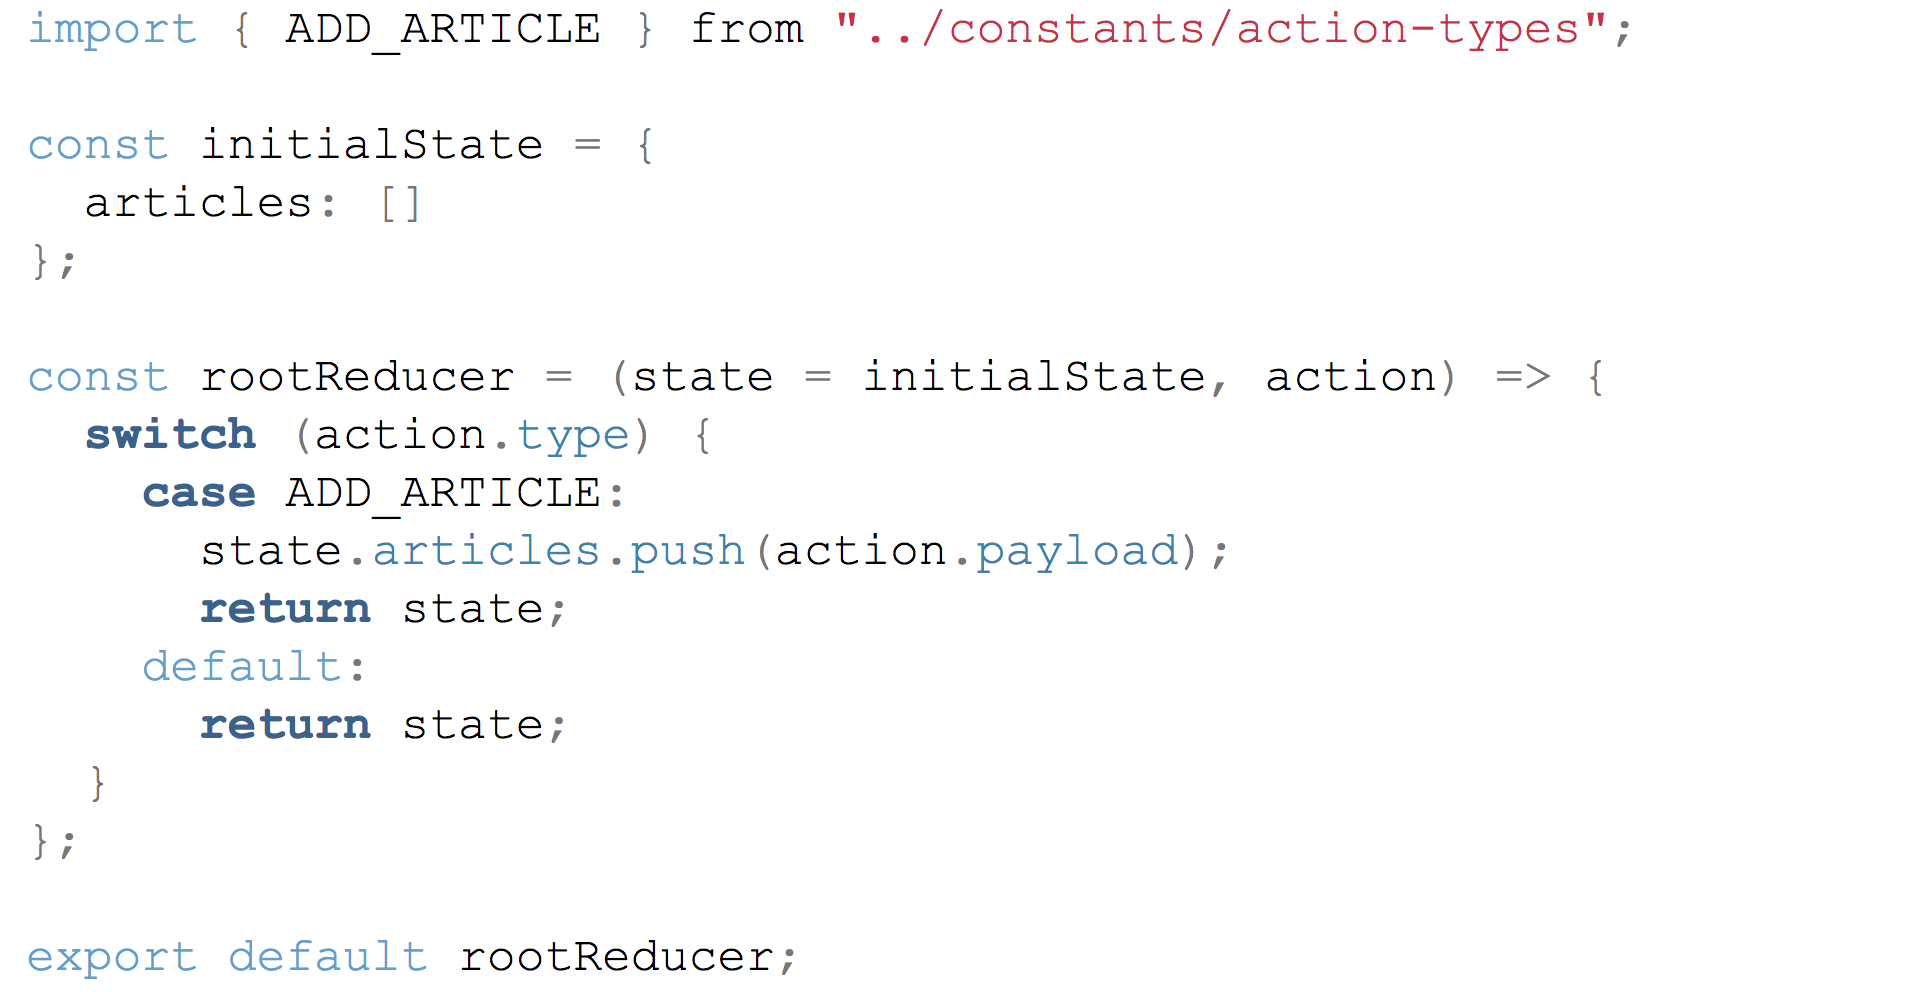 import { ADD_ARTICLE } from "../constants/action-types";

const initialState = {
  articles: []
};

const rootReducer = (state = initialState, action) => {
  switch (action.type) {
    case ADD_ARTICLE:
      state.articles.push(action.payload);
      return state;
    default:
      return state;
  }
};

export default rootReducer;